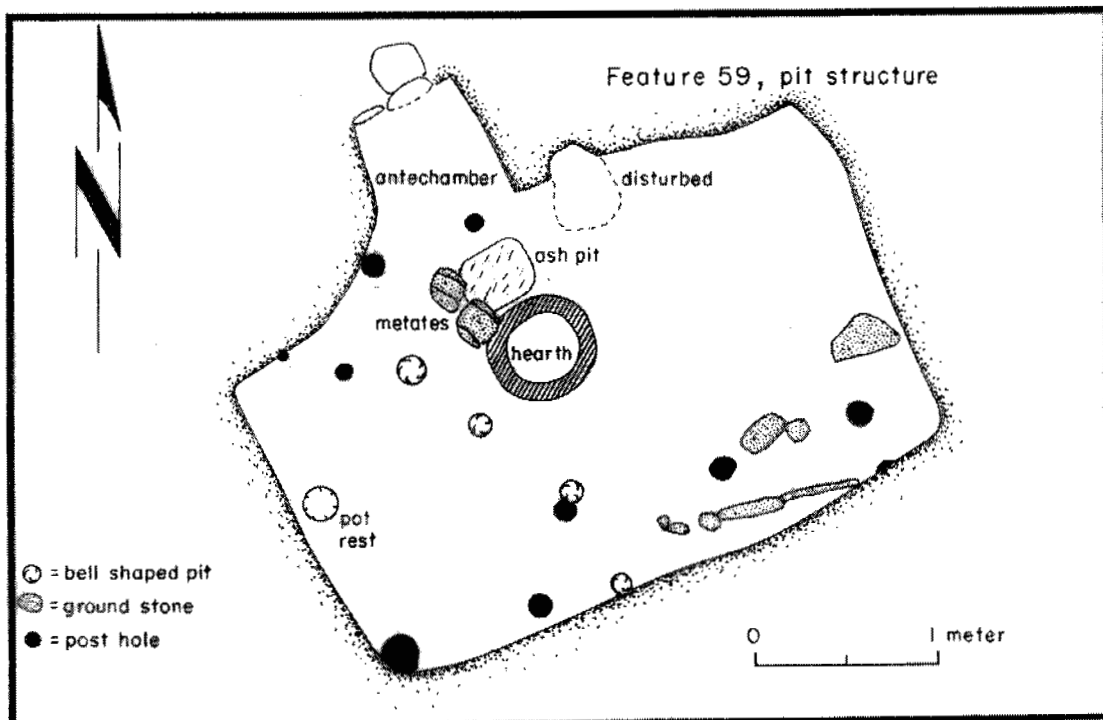 Feature 59, pit structure
N
antechamber
disturbed
ash pit
metates
hearth
pot
rest
= bell shaped pit
= ground stone
= post hole
0 1 meter